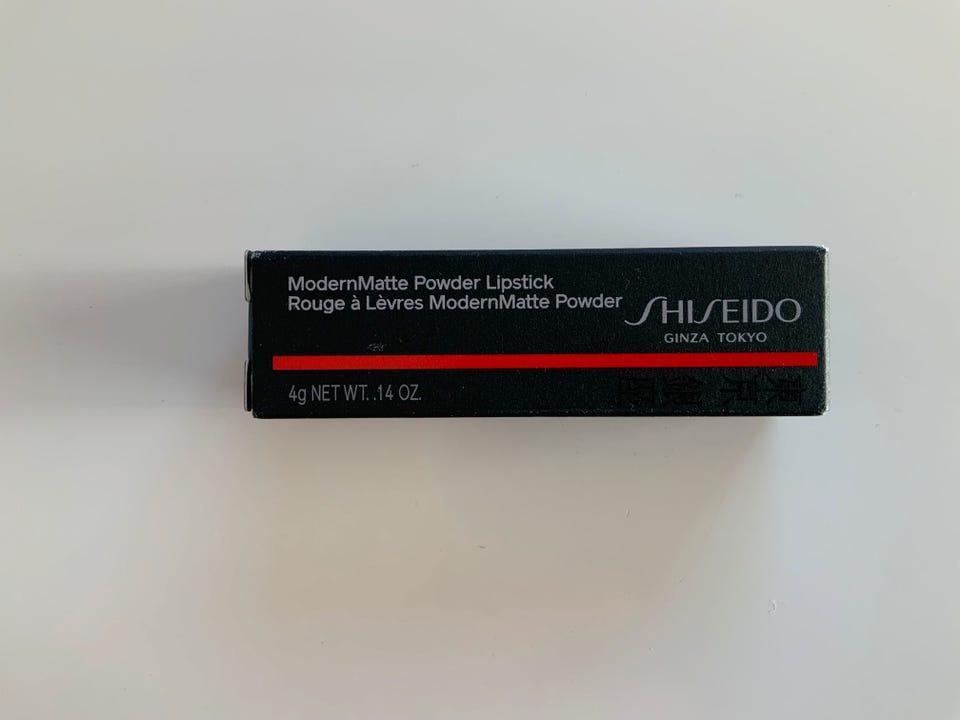 ModernMatte Powder Lipstick
Rouge à Lèvres ModernMatte Powder
SHISEIDO
GINZA TOKYO
4g NET WT. .14 OZ.